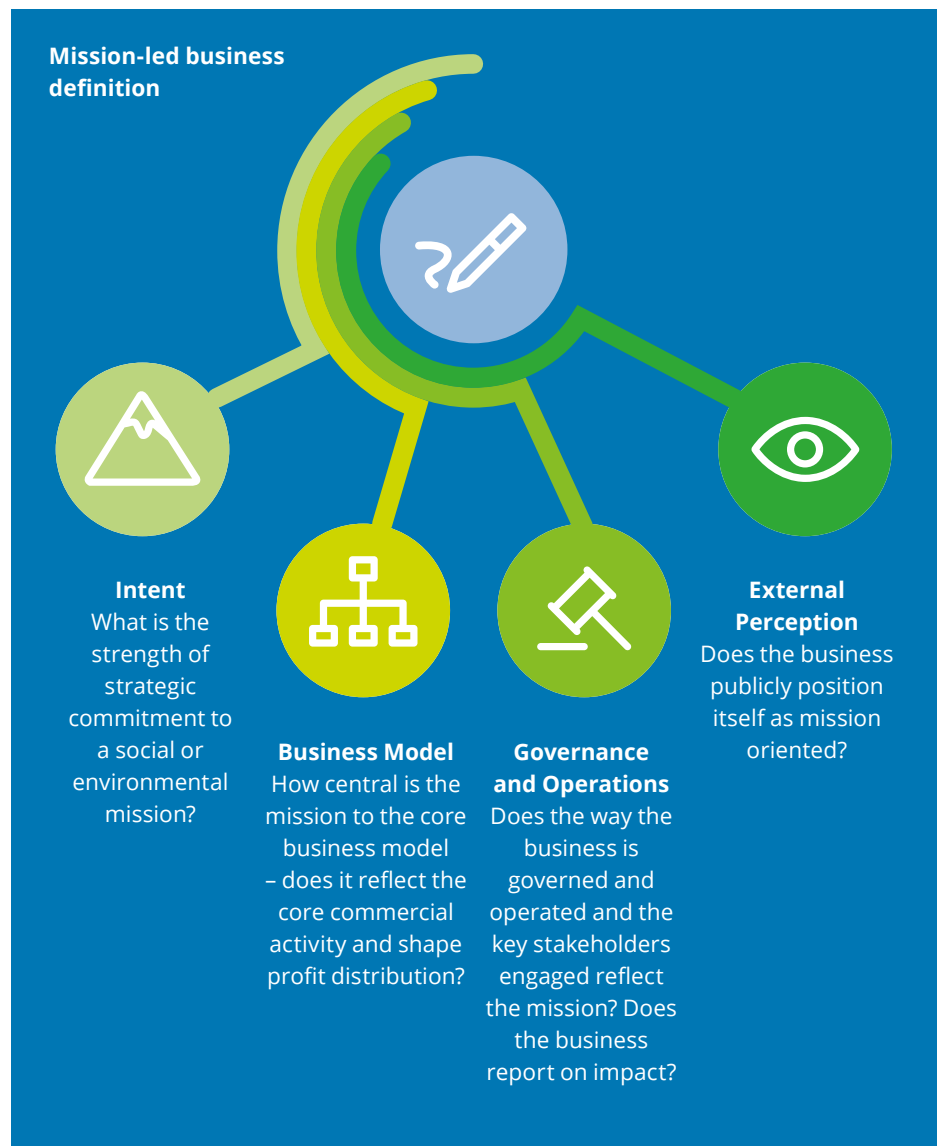 Mission-led business
definition
Intent
What is the
strength of
strategic
commitment to
a social or
environmental
mission?
Business Model
How central is the
mission to the core
business model
– does it reflect the
core commercial
activity and shape
profit distribution?
Governance
and Operations
Does the way the
business is
governed and
operated and the
key stakeholders
engaged reflect
the mission? Does
the business
report on impact?
External
Perception
Does the business
publicly position
itself as mission
oriented?